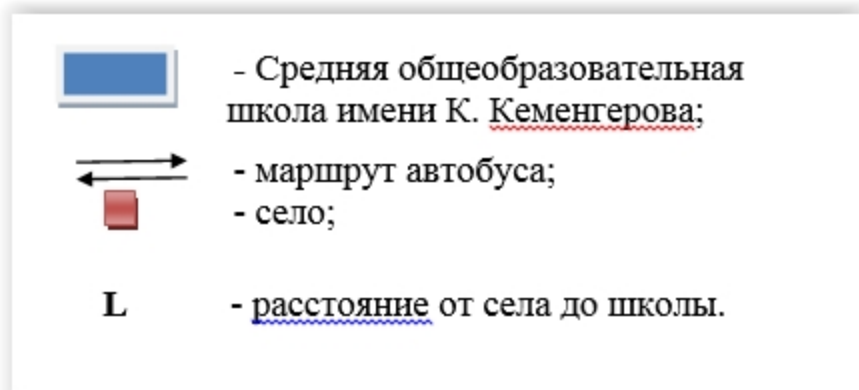 - Средняя общеобразовательная
школа имени К. Кеменгерова;
- маршрут автобуса;
- село;
L - расстояние от села до школы.